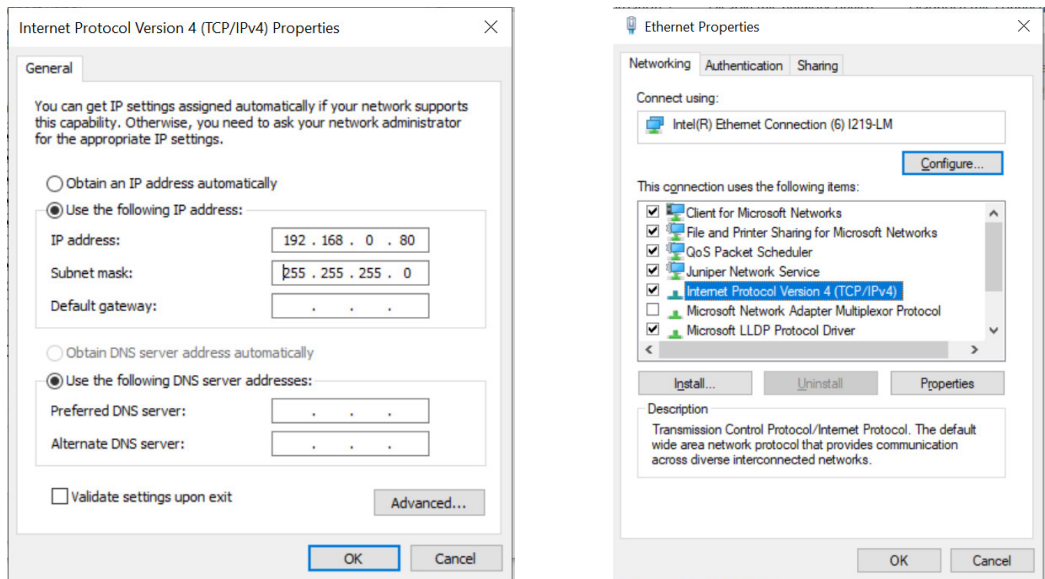 Internet Protocol Version 4 (TCP/IPv4) Properties
General
You can get IP settings assigned automatically if your network supports
this capability. Otherwise, you need to ask your network administrator
for the appropriate IP settings.
Obtain an IP address automatically
Use the following IP address:
IP address: 192 . 168 . 0 . 80
Subnet mask: 255 . 255 . 255 . 0
Default gateway: . . .
Obtain DNS server address automatically
Use the following DNS server addresses:
Preferred DNS server: . . .
Alternate DNS server: . . .
Validate settings upon exit
Advanced...
OK Cancel
Ethernet Properties
Networking Authentication Sharing
Connect using:
Intel(R) Ethernet Connection (6) I219-LM
Configure...
This connection uses the following items:
Client for Microsoft Networks
File and Printer Sharing for Microsoft Networks
QoS Packet Scheduler
Juniper Network Service
Internet Protocol Version 4 (TCP/IPv4)
Microsoft Network Adapter Multiplexor Protocol
Microsoft LLDP Protocol Driver
Install... Uninstall Properties
Description
Transmission Control Protocol/Internet Protocol. The default
wide area network protocol that provides communication
across diverse interconnected networks.
OK Cancel